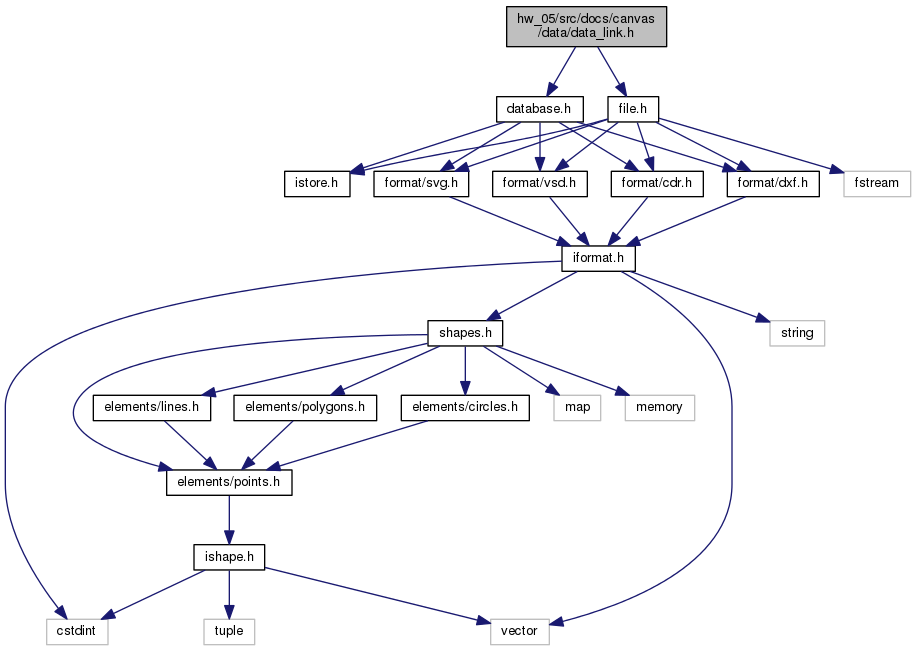 hw_05/src/docs/canvas
/data/data_link.h
database.h
file.h
istore.h
format/svg.h
format/vsd.h
format/cdr.h
format/dxf.h
fstream
iformat.h
shapes.h
string
elements/lines.h
elements/polygons.h
elements/circles.h
map
memory
elements/points.h
ishape.h
cstdint
tuple
vector